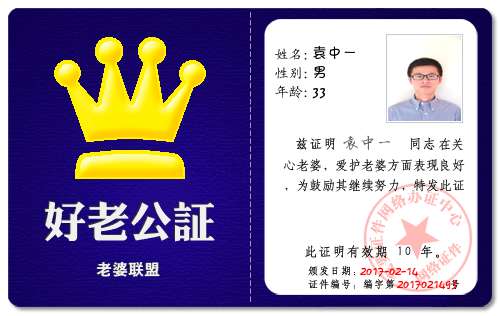 好老公証
老婆联盟
姓名: 袁中一
性别: 男
年龄: 33
兹证明 袁中一 同志在关
心老婆，爱护老婆方面表现良好
，为鼓励其继续努力，特发此证
此证明有效期 10 年。
颁发日期: 2017-02-14
证件编号: 编字第201702149号
证件网络办证中心
网络证件